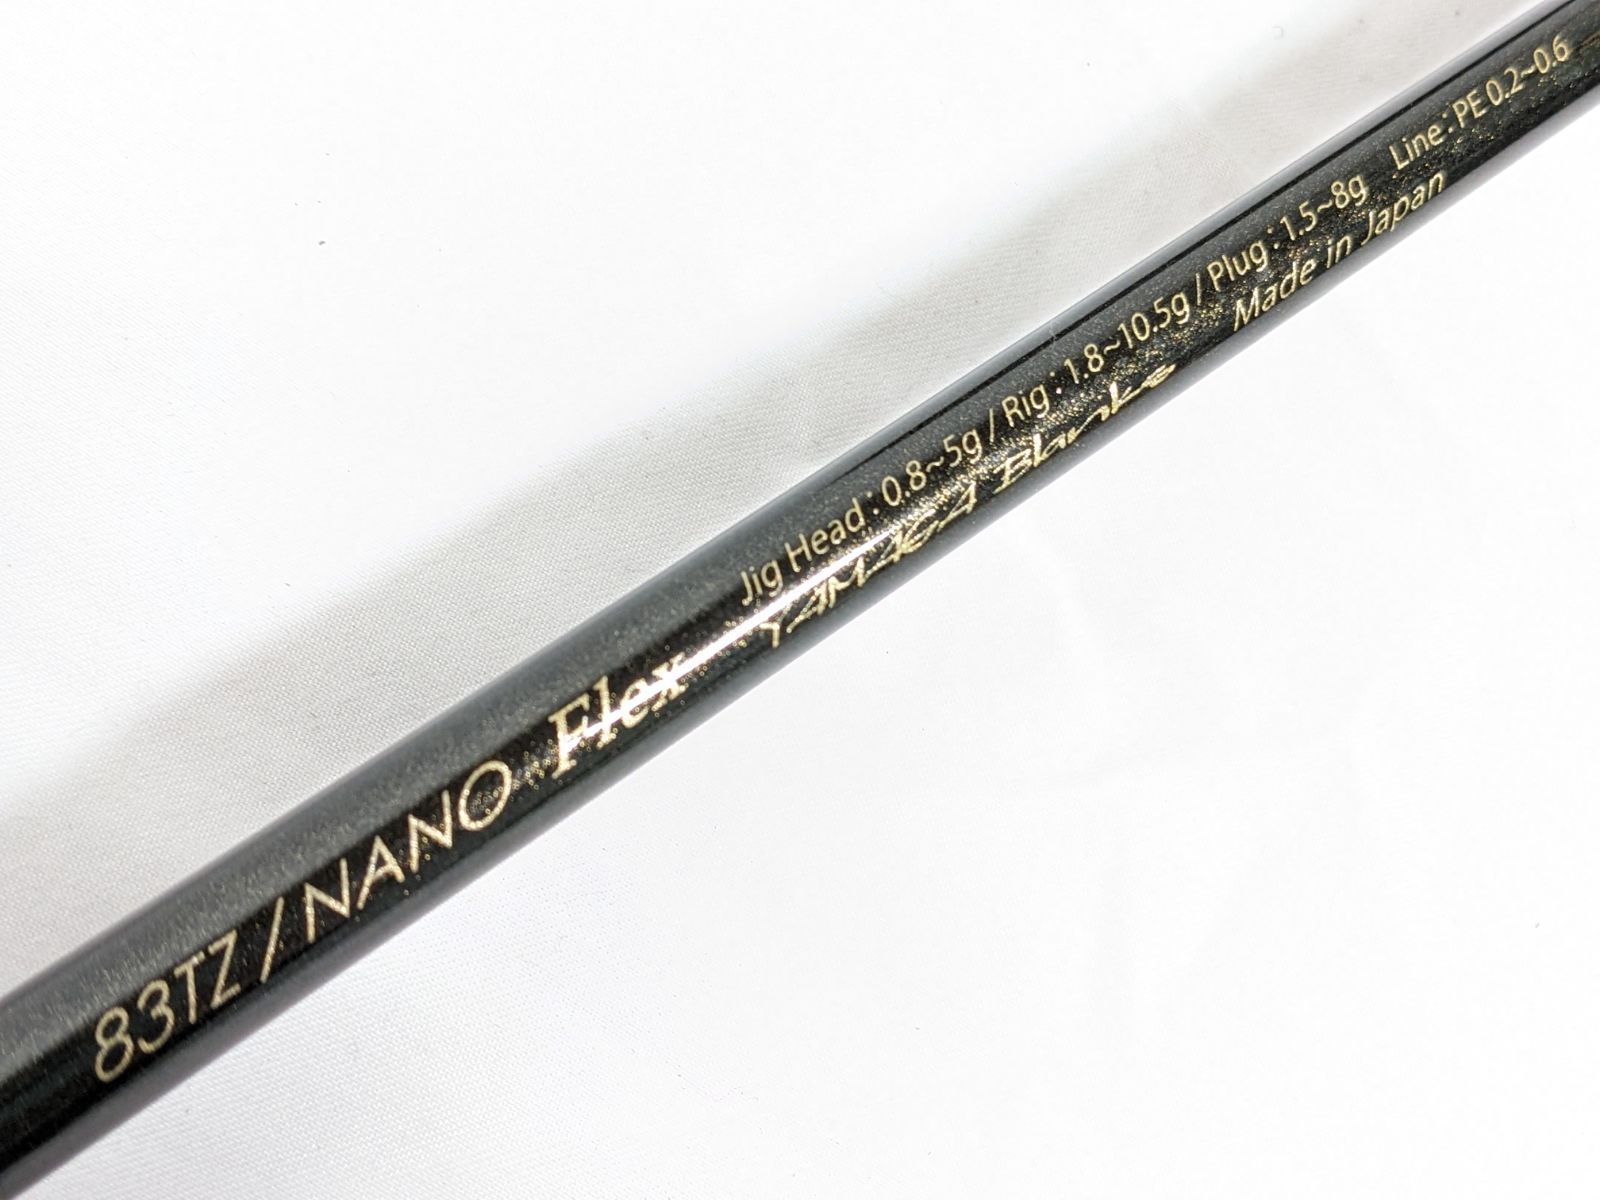 83TZ / NANO Flex
Jig Head : 0.8~5g / Rig : 1.8~10.5g / Plug : 1.5~8g Line : PE 0.2~0.6
YAMAGA Blanks Made in Japan